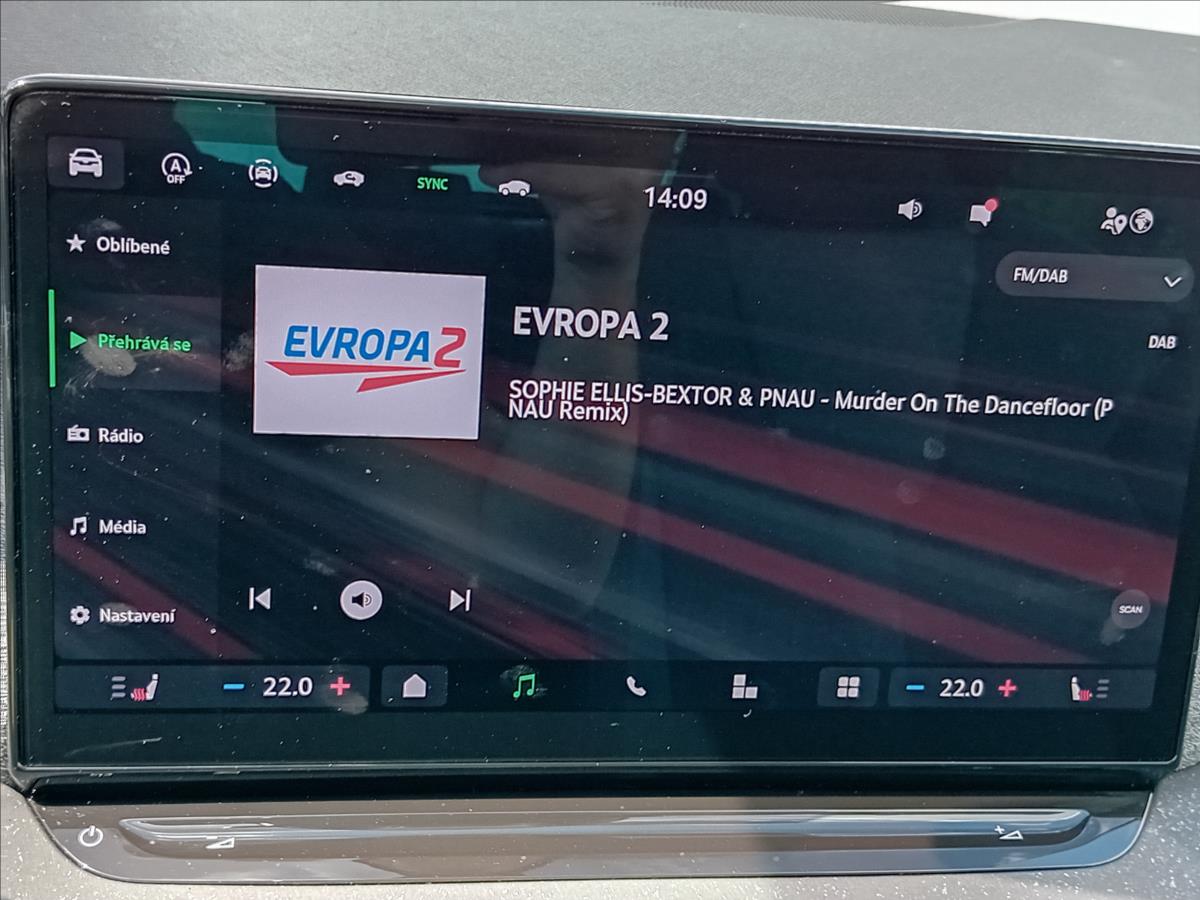 A
OFF
SYNC
14:09
Oblíbené
FM/DAB
EVROPA 2
EVROPA 2
DAB
Přehrává se
SOPHIE ELLIS-BEXTOR & PNAU - Murder On The Dancefloor (P
NAU Remix)
Rádio
Média
Nastavení
SCAN
22.0
22.0